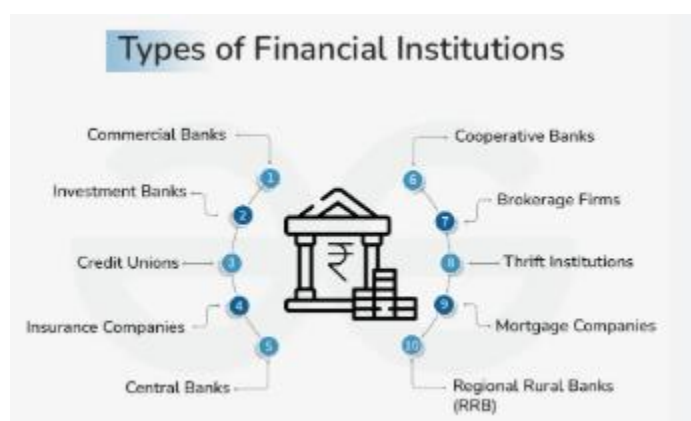 Types of Financial Institutions
Commercial Banks
1
Investment Banks
2
Credit Unions
3
Insurance Companies
4
Central Banks
5
₹
6
Cooperative Banks
7
Brokerage Firms
8
Thrift Institutions
9
Mortgage Companies
10
Regional Rural Banks
(RRB)